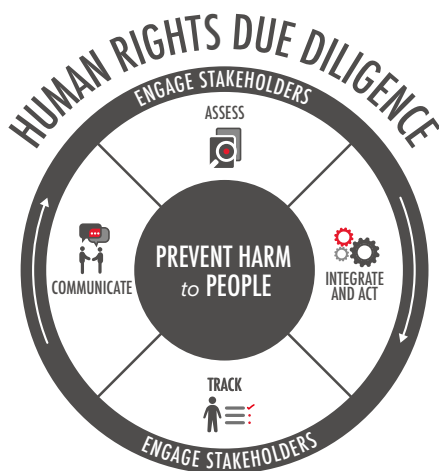 HUMAN RIGHTS DUE DILIGENCE
ENGAGE STAKEHOLDERS
ASSESS
COMMUNICATE
PREVENT HARM
to PEOPLE
INTEGRATE
AND ACT
TRACK
ENGAGE STAKEHOLDERS